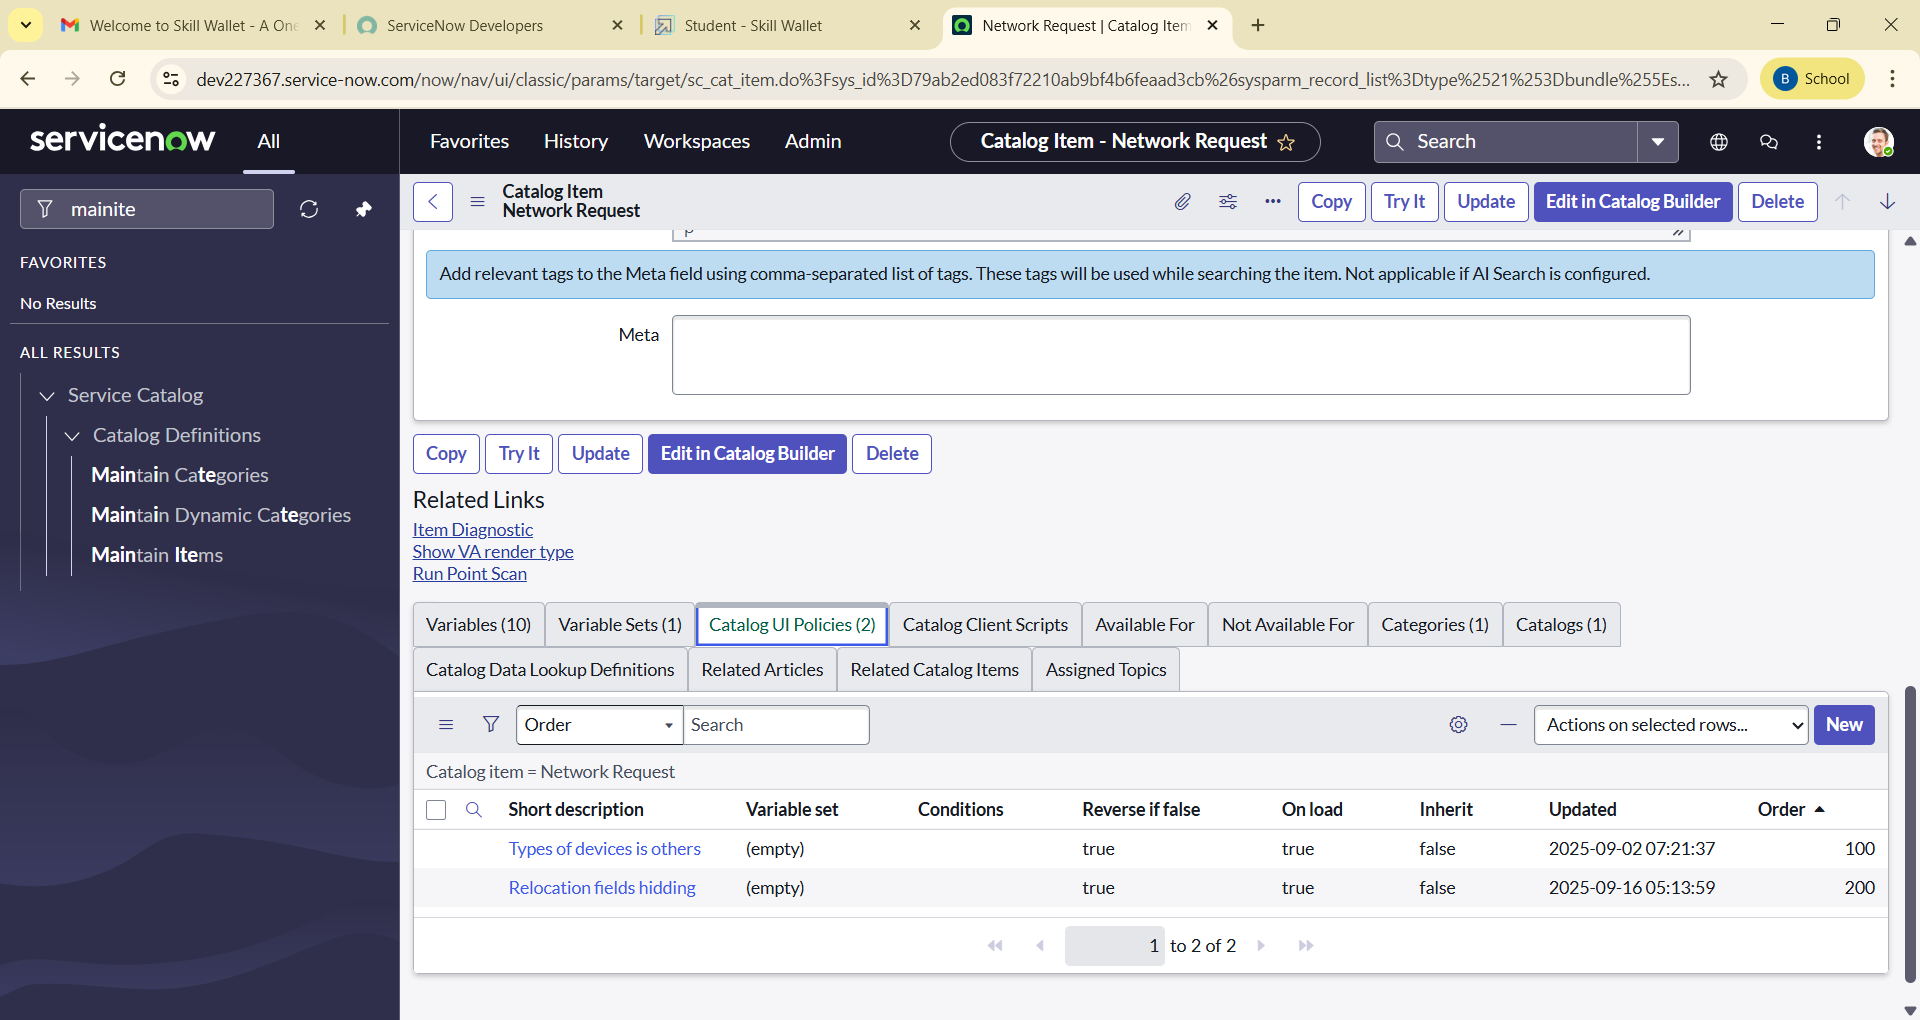 Welcome to Skill Wallet - A One
ServiceNow Developers
Student - Skill Wallet
Network Request | Catalog Item
dev227367.service-now.com/now/nav/ui/classic/params/target/sc_cat_item.do%3Fsys_id%3D79ab2ed083f72210ab9bf4b6feaad3cb%26sysparm_record_list%3Dtype%2521%253Dbundle%255Es...
B School
servicenow
All
Favorites
History
Workspaces
Admin
Catalog Item - Network Request
Search
mainite
Catalog Item
Network Request
Copy
Try It
Update
Edit in Catalog Builder
Delete
FAVORITES
No Results
ALL RESULTS
Service Catalog
Catalog Definitions
Maintain Categories
Maintain Dynamic Categories
Maintain Items
Add relevant tags to the Meta field using comma-separated list of tags. These tags will be used while searching the item. Not applicable if AI Search is configured.
Meta
Copy
Try It
Update
Edit in Catalog Builder
Delete
Related Links
Item Diagnostic
Show VA render type
Run Point Scan
Variables (10)
Variable Sets (1)
Catalog UI Policies (2)
Catalog Client Scripts
Available For
Not Available For
Categories (1)
Catalogs (1)
Catalog Data Lookup Definitions
Related Articles
Related Catalog Items
Assigned Topics
Order
Search
Actions on selected rows...
New
Catalog item = Network Request
Short description Variable set Conditions Reverse if false On load Inherit Updated Order
Types of devices is others (empty) true true false 2025-09-02 07:21:37 100
Relocation fields hidding (empty) true true false 2025-09-16 05:13:59 200
1 to 2 of 2